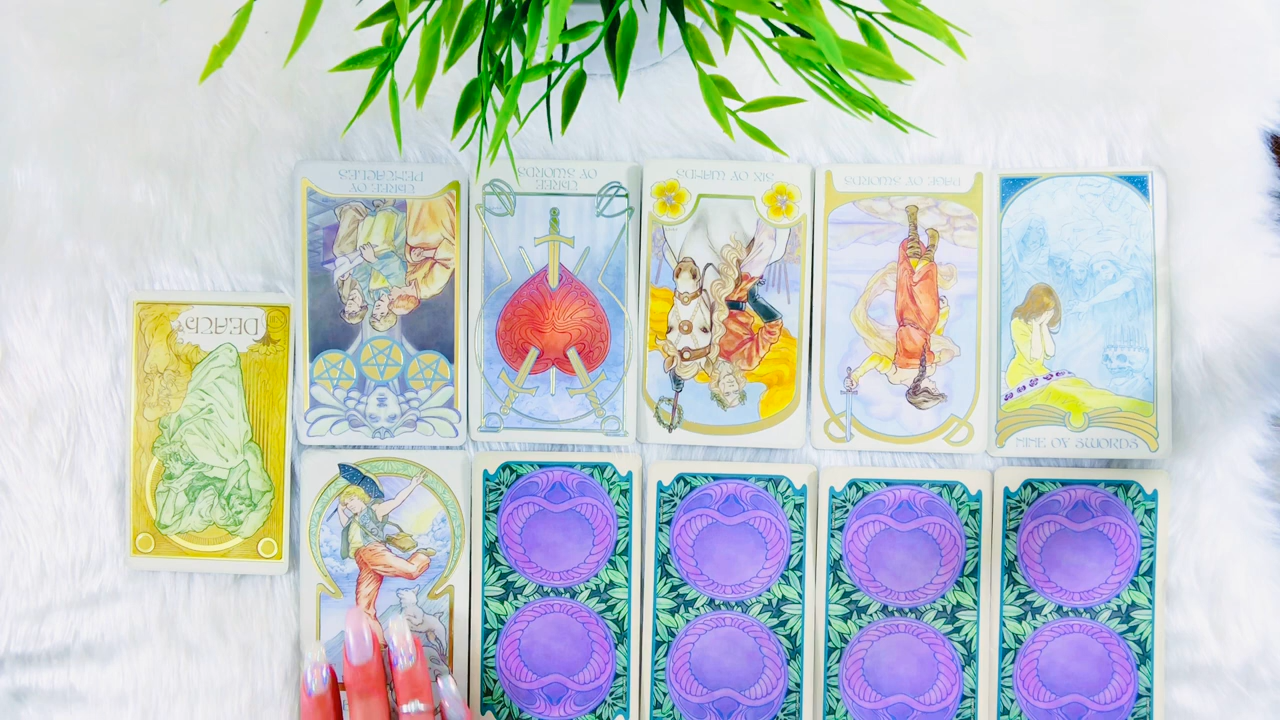 THREE OF
PENTACLES
THREE
OF SWORDS
SIX OF WANDS
PAGE OF SWORDS
NINE OF SWORDS
DEATH